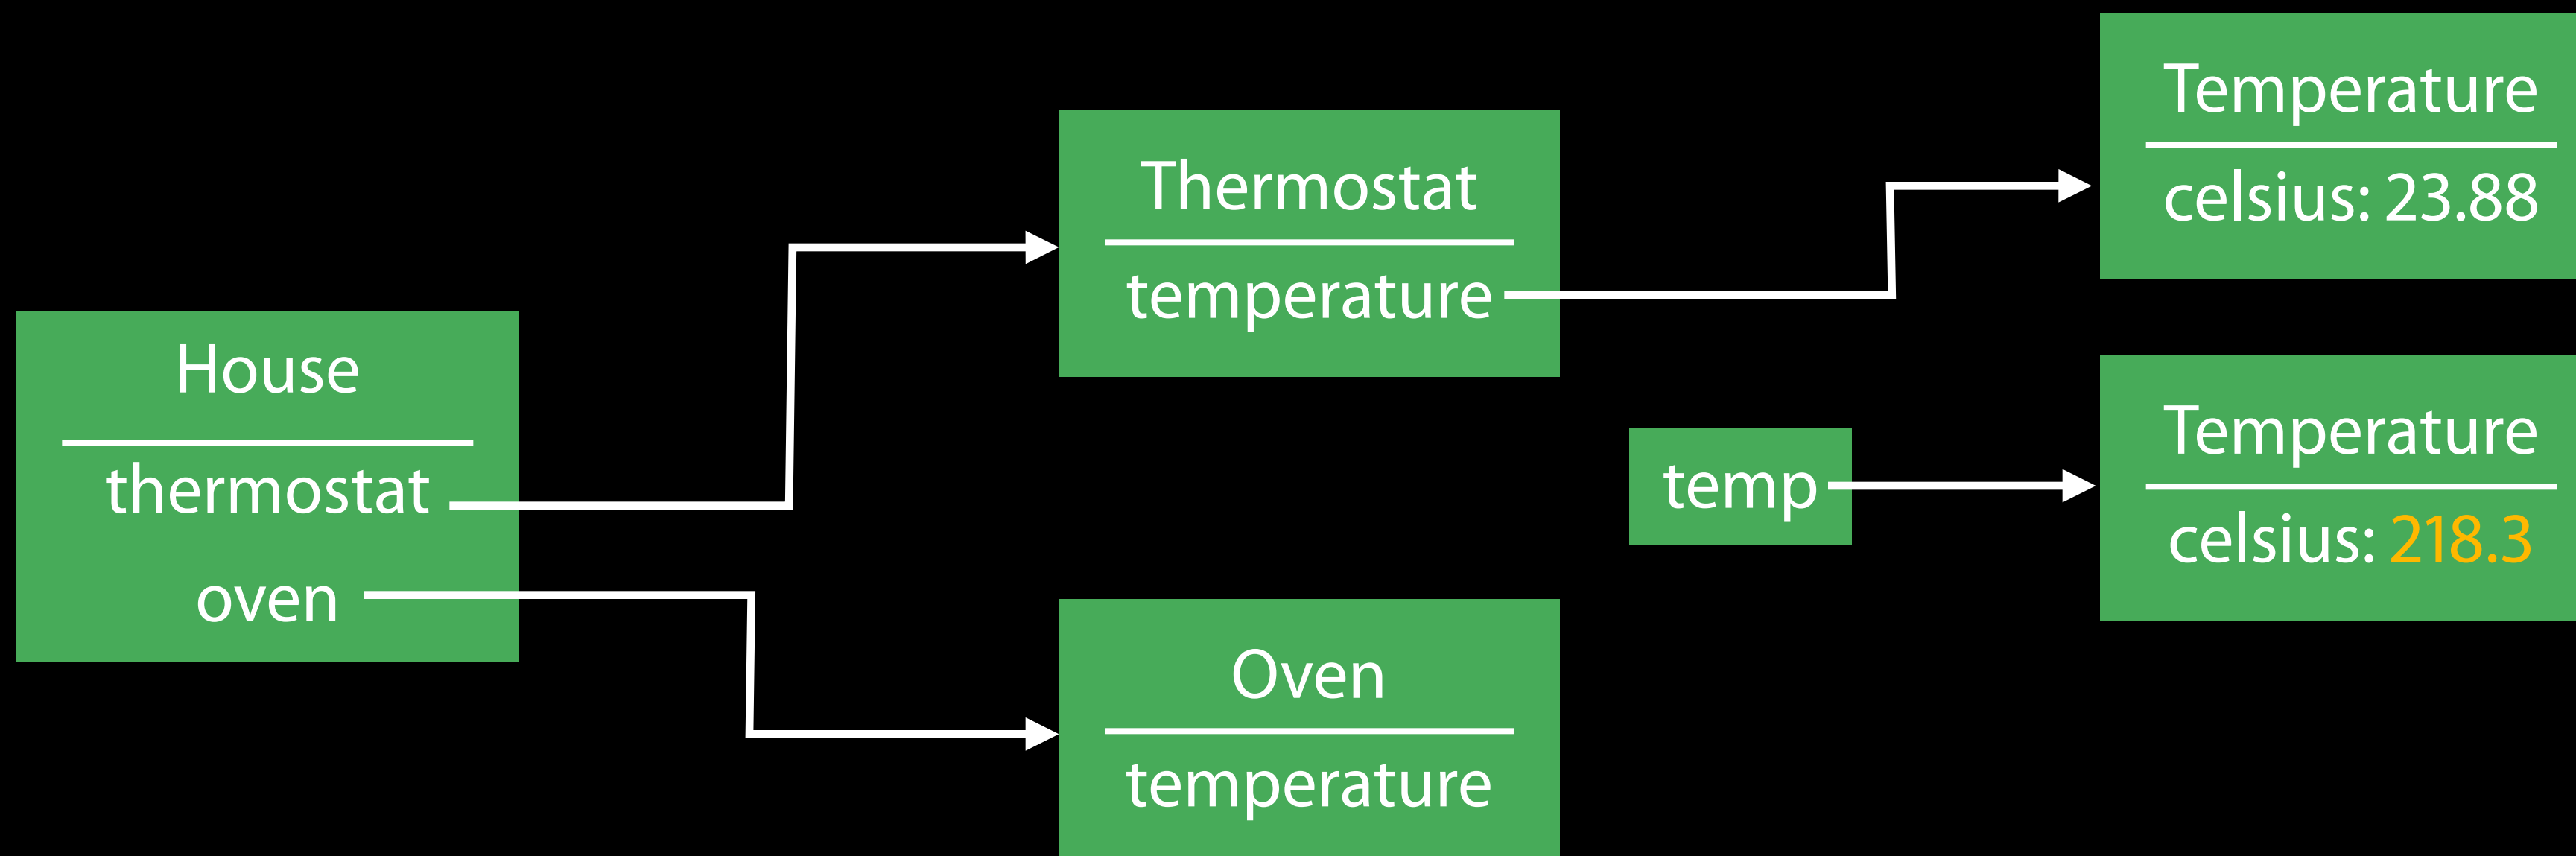 House
thermostat
oven
Thermostat
temperature
Oven
temperature
temp
Temperature
celsius: 23.88
Temperature
celsius: 218.3